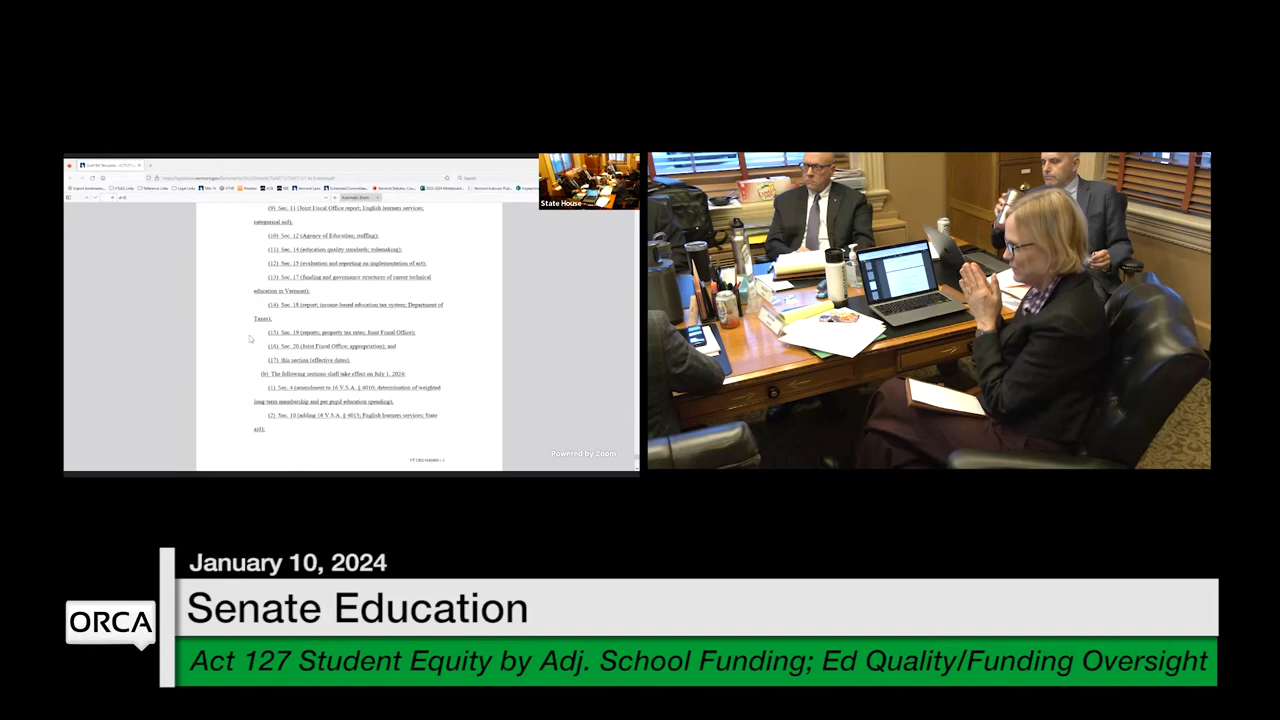 (9) Sec. 11 (Joint Fiscal Office report; English learners services;
categorical aid);
(10) Sec. 12 (Agency of Education; staffing);
(11) Sec. 14 (education quality standards; rulemaking);
(12) Sec. 15 (evaluation and reporting on implementation of act);
(13) Sec. 17 (funding and governance structures of career technical
education in Vermont);
(14) Sec. 18 (report; income-based education tax system; Department of
Taxes);
(15) Sec. 19 (reports; property tax rates; Joint Fiscal Office);
(16) Sec. 20 (Joint Fiscal Office; appropriation); and
(17) this section (effective dates).
(b) The following sections shall take effect on July 1, 2024:
(1) Sec. 4 (amendment to 16 V.S.A. § 4010; determination of weighted
long-term membership and per pupil education spending);
(2) Sec. 10 (adding 16 V.S.A. § 4013; English learners services; State
aid);
State House -
Powered by Zoom
January 10, 2024
ORCA
Senate Education
Act 127 Student Equity by Adj. School Funding; Ed Quality/Funding Oversight